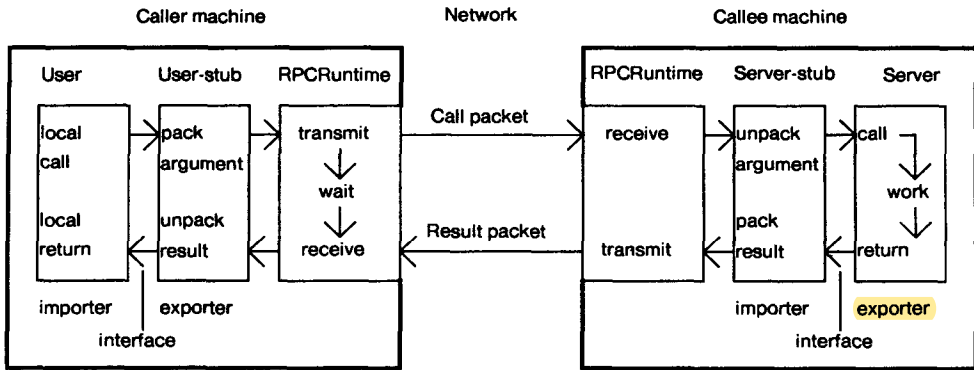 Caller machine
Network
Callee machine
User
User-stub
RPCRuntime
RPCRuntime
Server-stub
Server
local
call
pack
argument
transmit
wait
Call packet
receive
unpack
argument
call
work
local
return
unpack
result
receive
Result packet
transmit
pack
result
return
importer
exporter
interface
importer
exporter
interface